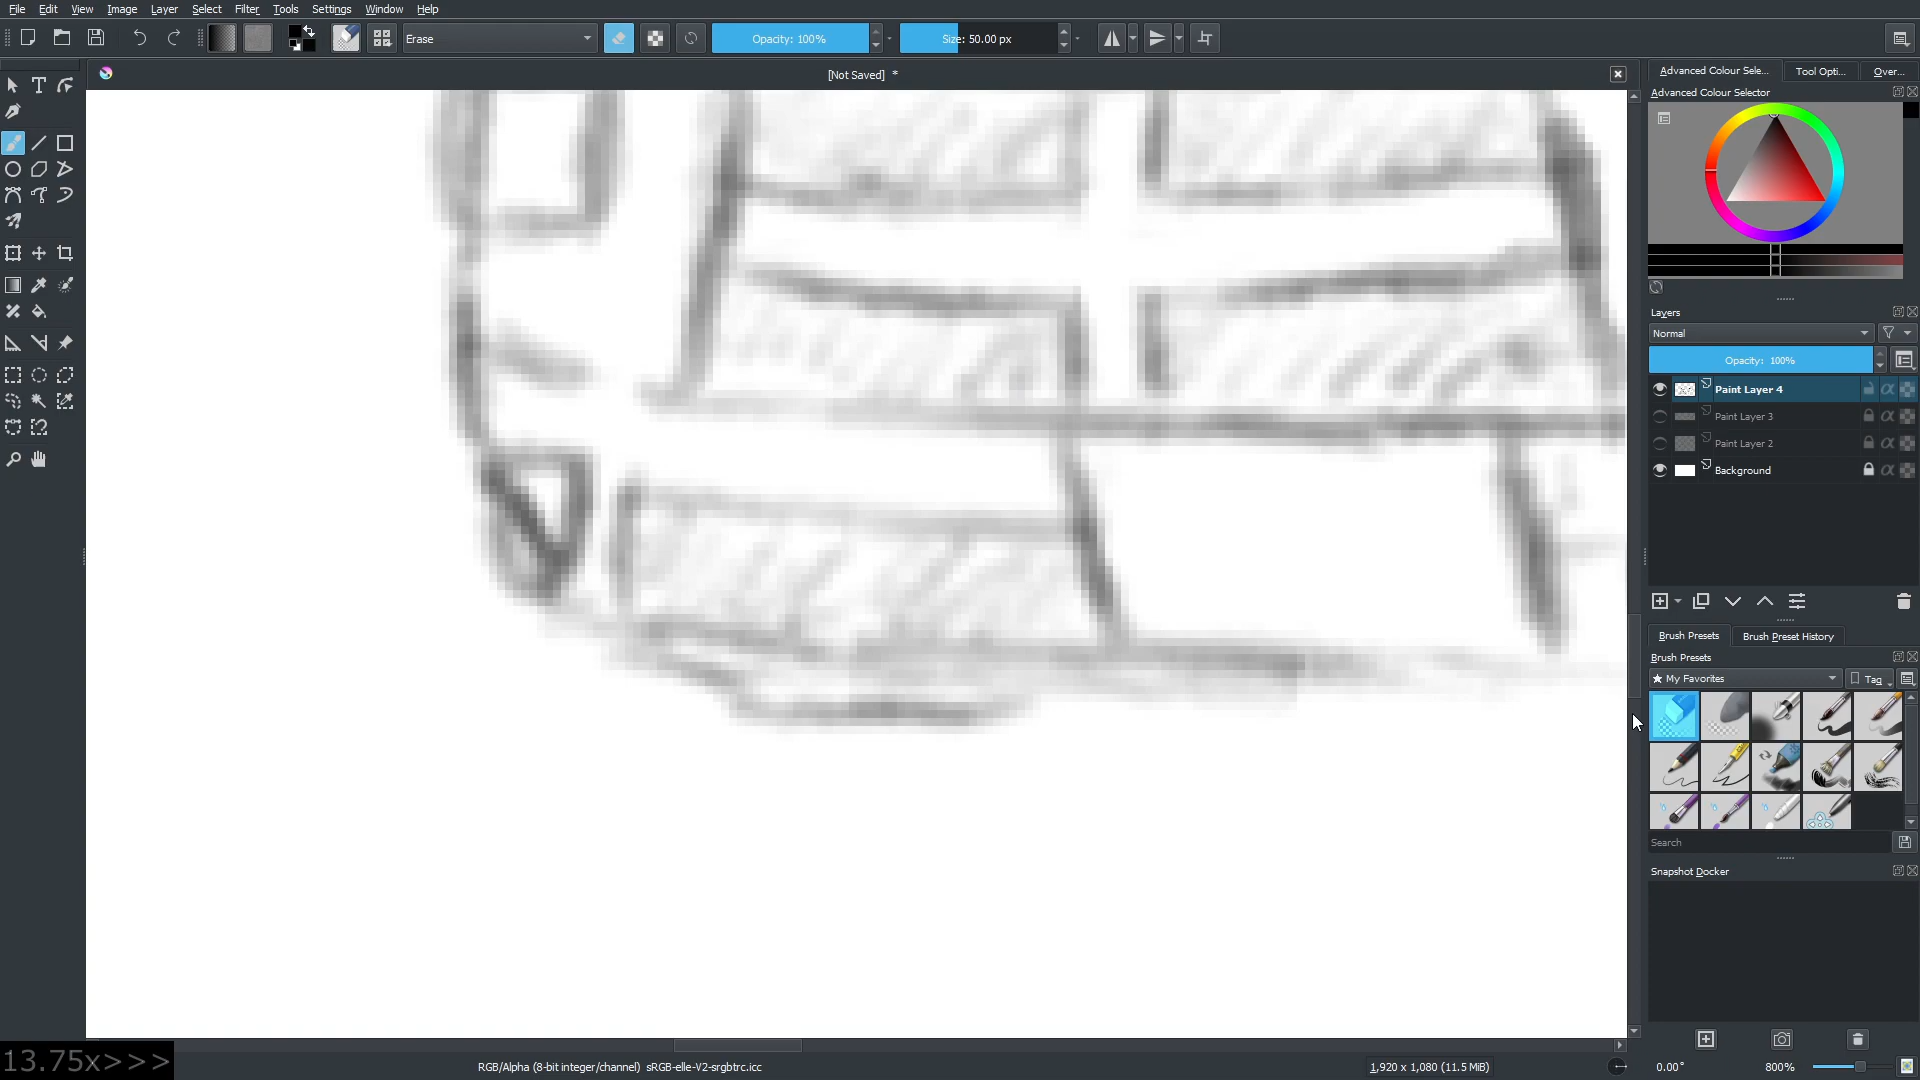 File Edit View Image Layer Select Filter Tools Settings Window Help
Erase
Opacity: 100%
Size: 50.00 px
[Not Saved] *
Advanced Colour Sele...
Tool Opti...
Over...
Advanced Colour Selector
Layers
Normal
Opacity: 100%
Paint Layer 4
Paint Layer 3
Paint Layer 2
Background
Brush Presets
Brush Preset History
Brush Presets
★ My Favorites
Tag
Search
Snapshot Docker
13.75x>>>
RGB/Alpha (8-bit integer/channel) sRGB-elle-V2-srgbtrc.icc
1,920 x 1,080 (11.5 MiB)
0.00°
800%